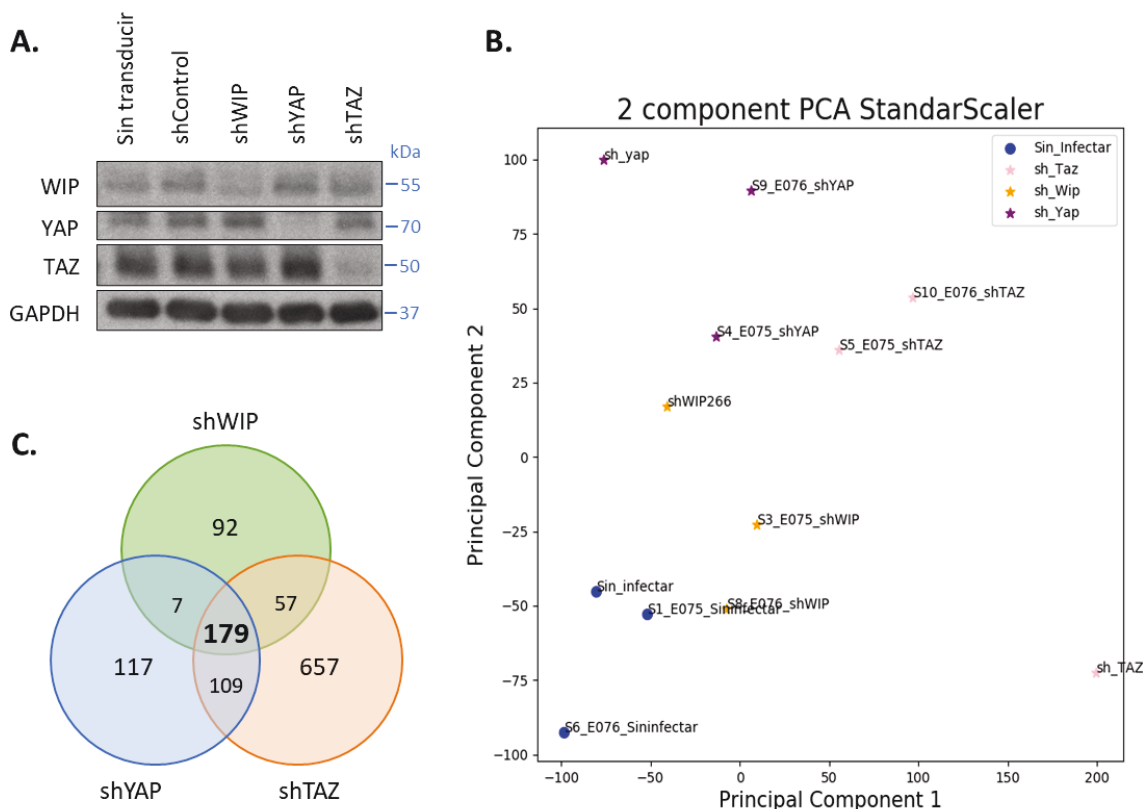 A.
Sin transducir
shControl
shWIP
shYAP
shTAZ
kDa
WIP
55
YAP
70
TAZ
50
GAPDH
37
B.
2 component PCA StandarScaler
Sin_Infectar
sh_Taz
sh_Wip
sh_Yap
sh_yap
S9_E076_shYAP
S10_E076_shTAZ
S4_E075_shYAP
S5_E075_shTAZ
shWIP266
S3_E075_shWIP
Sin_infectar
S8_E076_shWIP
S1_E075_Sininfectar
sh_TAZ
S6_E076_Sininfectar
100
75
50
25
0
−25
−50
−75
−100
Principal Component 2
−100 −50 0 50 100 150 200
Principal Component 1
C.
shWIP
92
7
57
179
117
109
657
shYAP
shTAZ